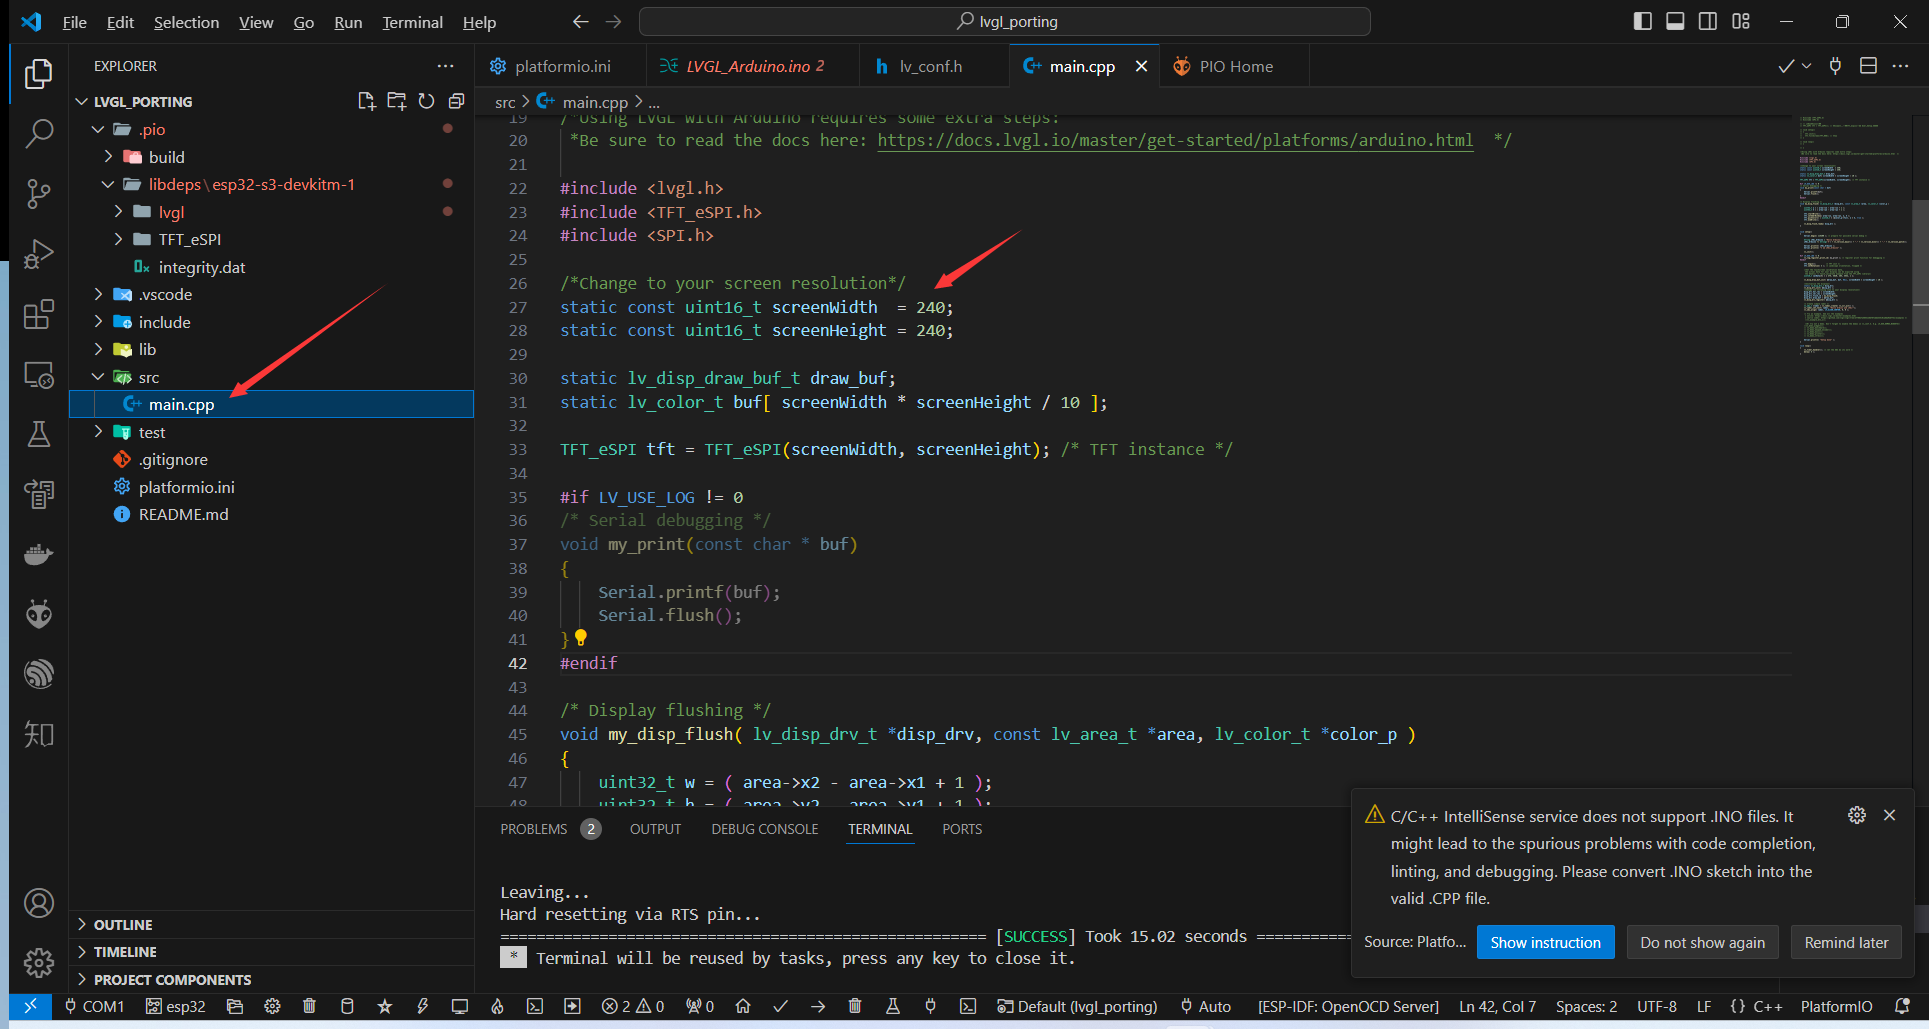 File Edit Selection View Go Run Terminal Help
lvgl_porting
EXPLORER
LVGL_PORTING
.pio
build
libdeps\esp32-s3-devkitm-1
lvgl
TFT_eSPI
integrity.dat
.vscode
include
lib
src
main.cpp
test
.gitignore
platformio.ini
README.md
OUTLINE
TIMELINE
PROJECT COMPONENTS
知
platformio.ini
LVGL_Arduino.ino 2
lv_conf.h
main.cpp
PIO Home
src > main.cpp > ...
19 /*Using LVGL with Arduino requires some extra steps:
20 *Be sure to read the docs here: https://docs.lvgl.io/master/get-started/platforms/arduino.html */
21
22 #include <lvgl.h>
23 #include <TFT_eSPI.h>
24 #include <SPI.h>
25
26 /*Change to your screen resolution*/
27 static const uint16_t screenWidth = 240;
28 static const uint16_t screenHeight = 240;
29
30 static lv_disp_draw_buf_t draw_buf;
31 static lv_color_t buf[ screenWidth * screenHeight / 10 ];
32
33 TFT_eSPI tft = TFT_eSPI(screenWidth, screenHeight); /* TFT instance */
34
35 #if LV_USE_LOG != 0
36 /* Serial debugging */
37 void my_print(const char * buf)
38 {
39 Serial.printf(buf);
40 Serial.flush();
41 }
42 #endif
43
44 /* Display flushing */
45 void my_disp_flush( lv_disp_drv_t *disp_drv, const lv_area_t *area, lv_color_t *color_p )
46 {
47 uint32_t w = ( area->x2 - area->x1 + 1 );
48 uint32_t h = ( area->y2 - area->y1 + 1 );
PROBLEMS 2 OUTPUT DEBUG CONSOLE TERMINAL PORTS
Leaving...
Hard resetting via RTS pin...
====================================================== [SUCCESS] Took 15.02 seconds ===========
* Terminal will be reused by tasks, press any key to close it.
C/C++ IntelliSense service does not support .INO files. It
might lead to the spurious problems with code completion,
linting, and debugging. Please convert .INO sketch into the
valid .CPP file.
Source: Platfo... Show instruction Do not show again Remind later
COM1 esp32 2 0 0 Default (lvgl_porting) Auto [ESP-IDF: OpenOCD Server] Ln 42, Col 7 Spaces: 2 UTF-8 LF {} C++ PlatformIO